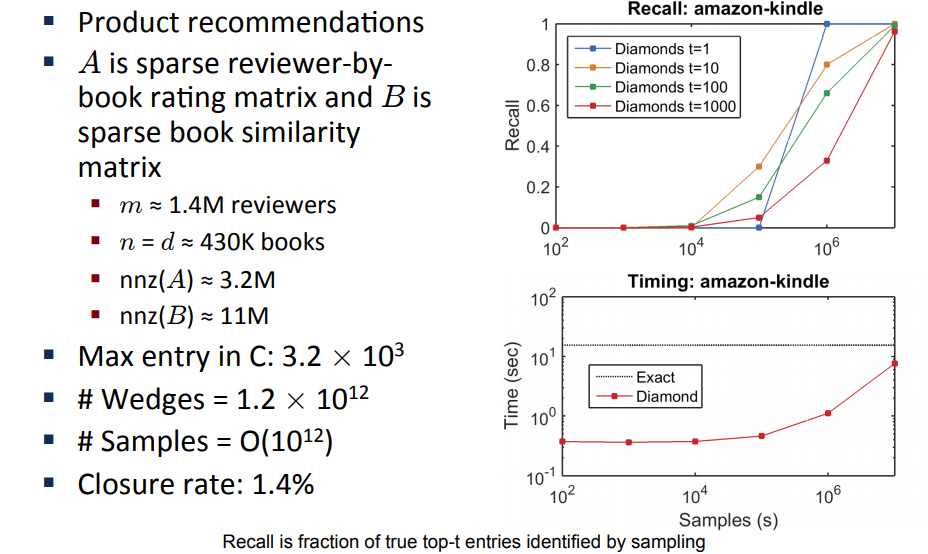 ▪ Product recommendations
▪ A is sparse reviewer-by-
book rating matrix and B is
sparse book similarity
matrix
▪ m ≈ 1.4M reviewers
▪ n = d ≈ 430K books
▪ nnz(A) ≈ 3.2M
▪ nnz(B) ≈ 11M
▪ Max entry in C: 3.2 × 10³
▪ # Wedges = 1.2 × 10¹²
▪ # Samples = O(10¹²)
▪ Closure rate: 1.4%
Recall: amazon-kindle
Recall
1
0.8
0.6
0.4
0.2
0
Diamonds t=1
Diamonds t=10
Diamonds t=100
Diamonds t=1000
10² 10⁴ 10⁶
Timing: amazon-kindle
Time (sec)
10²
10¹
10⁰
10⁻¹
Exact
Diamond
10² 10⁴ 10⁶
Samples (s)
Recall is fraction of true top-t entries identified by sampling